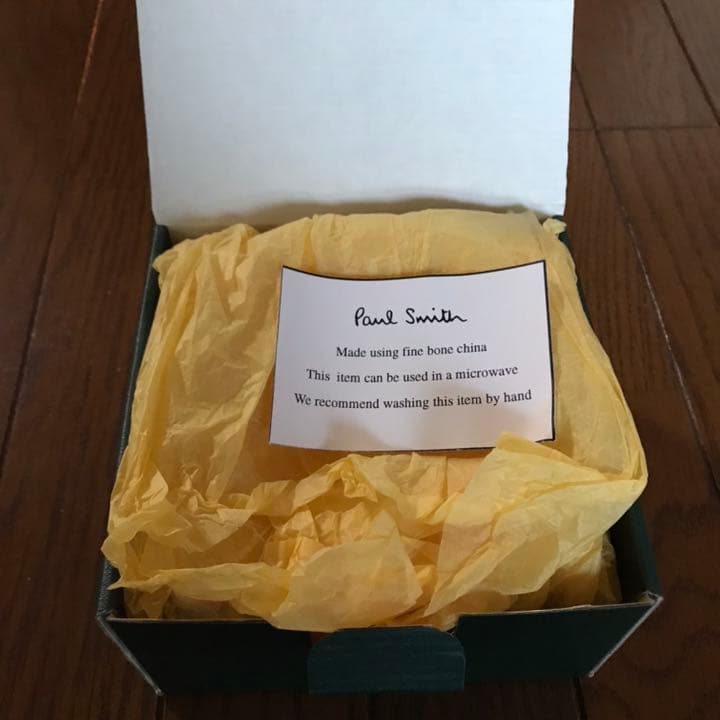 Paul Smith
Made using fine bone china
This item can be used in a microwave
We recommend washing this item by hand